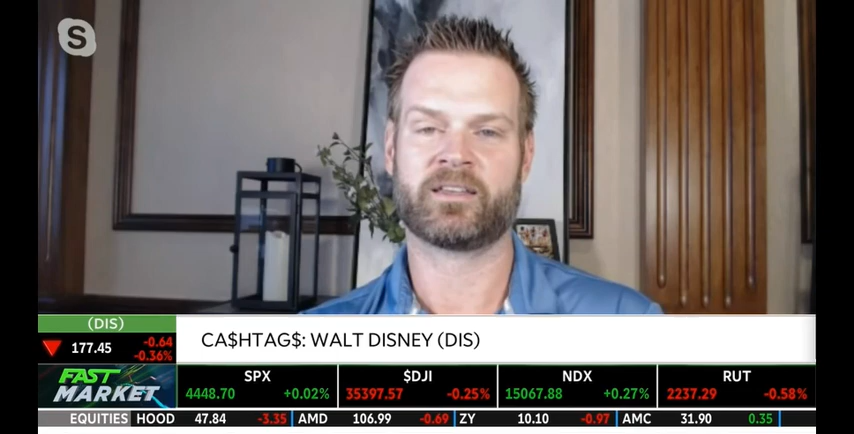 S
(DIS)
177.45 -0.64
-0.36%
CA$HTAG$: WALT DISNEY (DIS)
FAST
MARKET
SPX $DJI NDX RUT
4448.70 +0.02% 35397.57 -0.25% 15067.88 +0.27% 2237.29 -0.58%
EQUITIES HOOD 47.84 -3.35 AMD 106.99 -0.69 ZY 10.10 -0.97 AMC 31.90 0.35